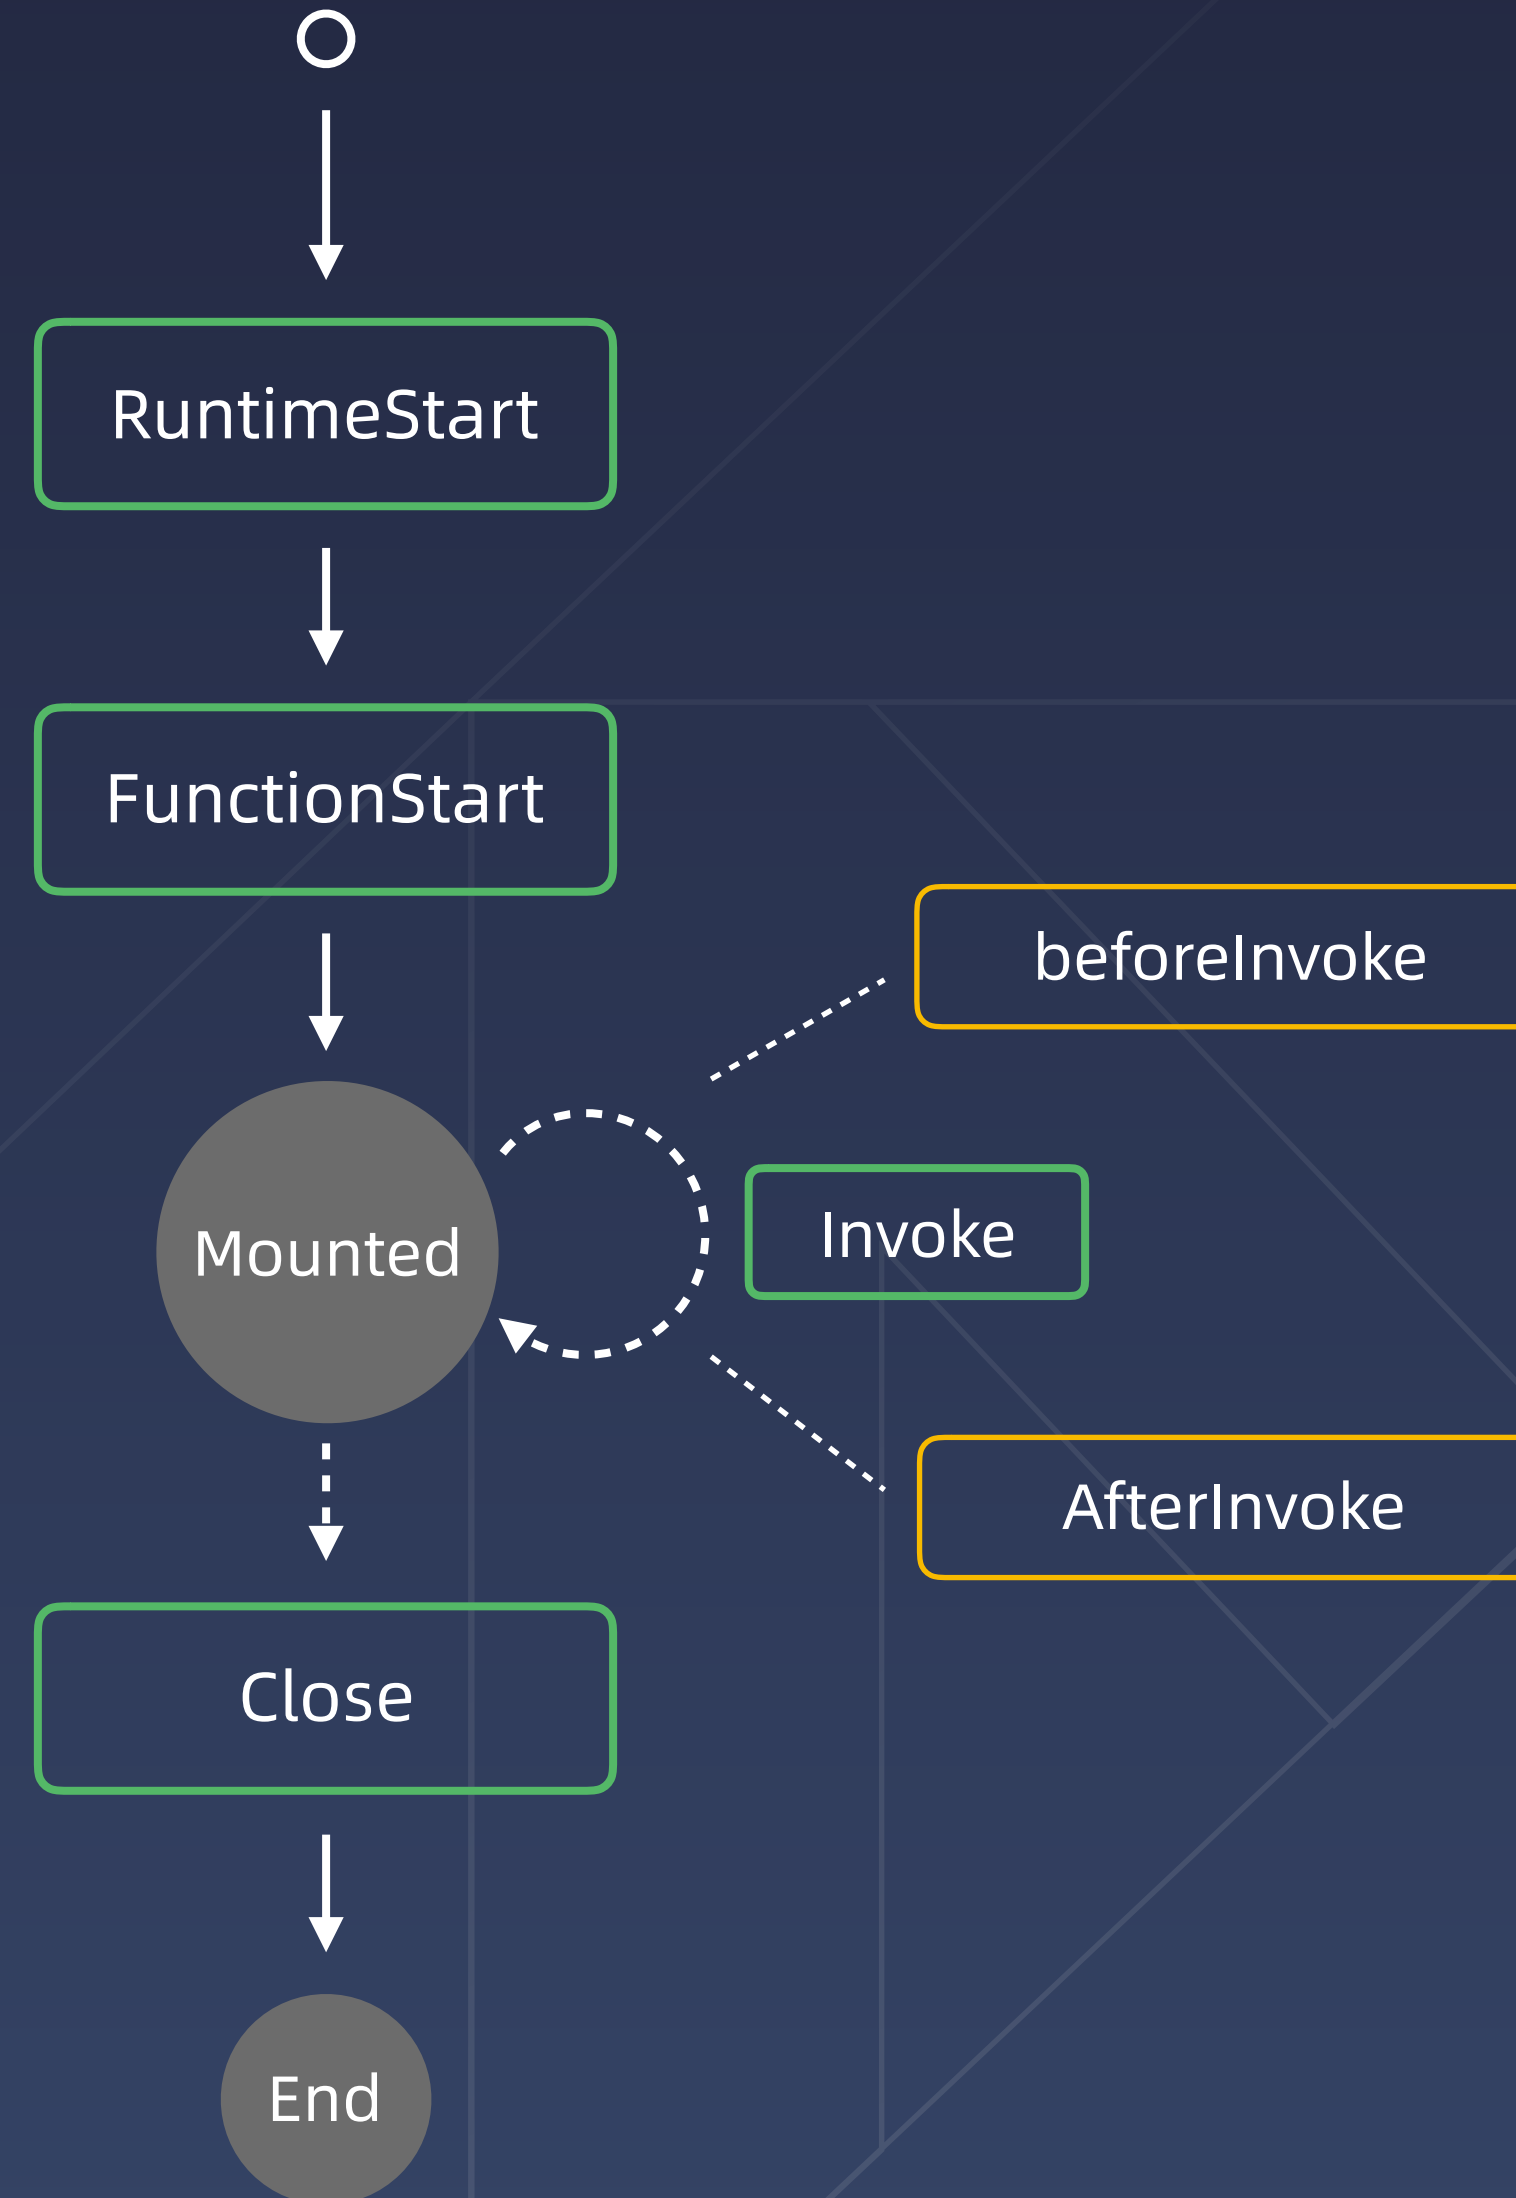 RuntimeStart
FunctionStart
beforeInvoke
Mounted
Invoke
AfterInvoke
Close
End